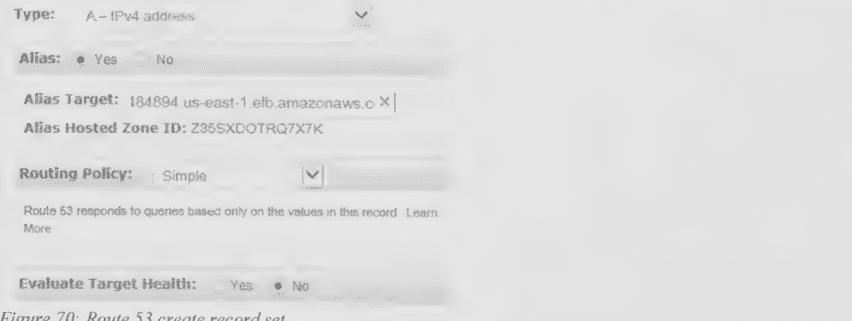 Type: A – IPv4 address
Alias: Yes No
Alias Target: 184894.us-east-1.elb.amazonaws.c ×
Alias Hosted Zone ID: Z35SXDOTRQ7X7K
Routing Policy: Simple
Route 53 responds to queries based only on the values in this record Learn
More
Evaluate Target Health: Yes No
Figure 70: Route 53 create record set